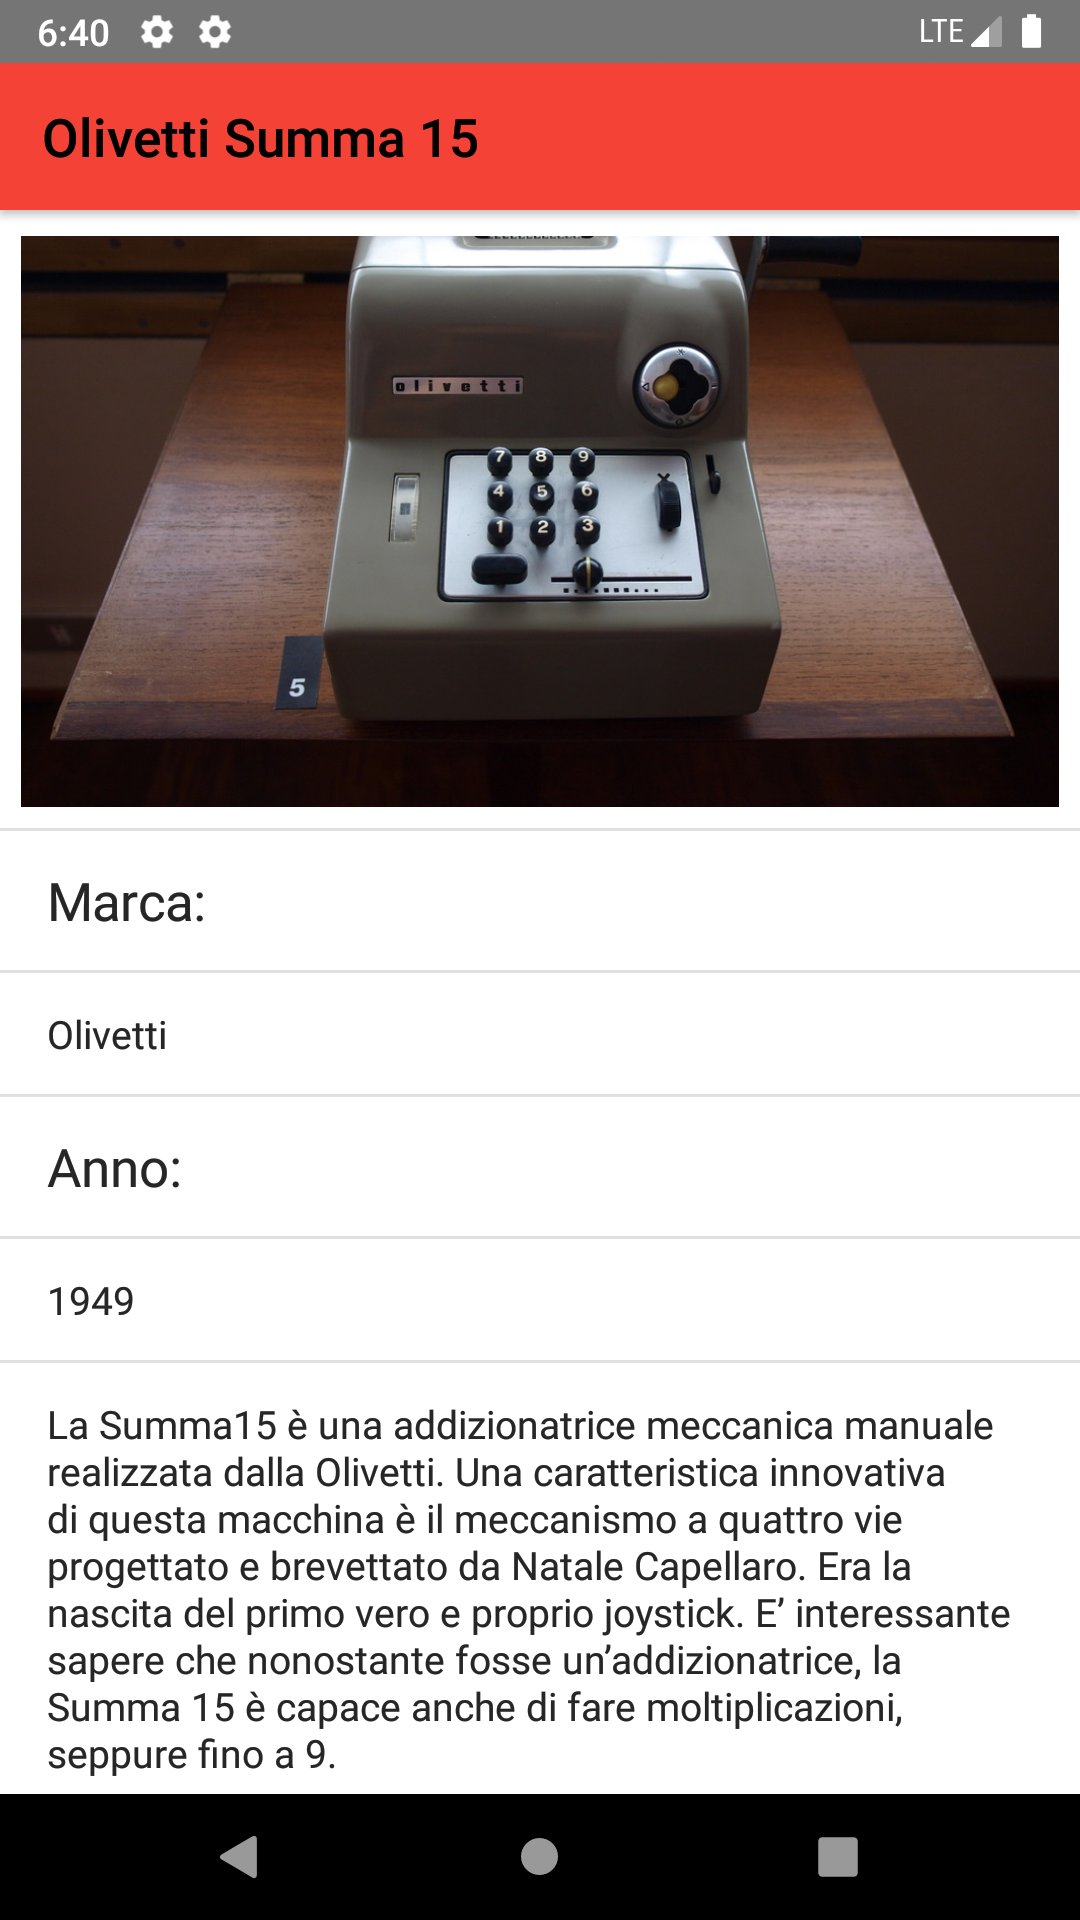 6:40
LTE
Olivetti Summa 15
olivetti
7 8 9
4 5 6
1 2 3
5
Marca:
Olivetti
Anno:
1949
La Summa15 è una addizionatrice meccanica manuale
realizzata dalla Olivetti. Una caratteristica innovativa
di questa macchina è il meccanismo a quattro vie
progettato e brevettato da Natale Capellaro. Era la
nascita del primo vero e proprio joystick. E’ interessante
sapere che nonostante fosse un’addizionatrice, la
Summa 15 è capace anche di fare moltiplicazioni,
seppure fino a 9.